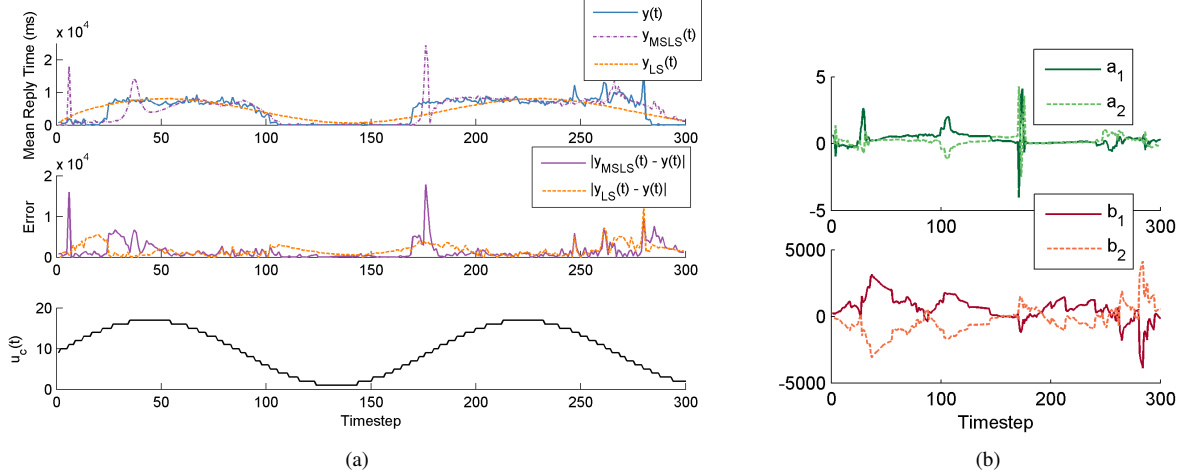 x 10^4
y(t)
y_MSLS(t)
y_LS(t)
Mean Reply Time (ms)
2
1
0
0 50 100 150 200 250 300
x 10^4
|y_MSLS(t) - y(t)|
|y_LS(t) - y(t)|
Error
2
1
0
0 50 100 150 200 250 300
u_c(t)
20
10
0
0 50 100 150 200 250 300
Timestep
(a)
a_1
a_2
5
0
-5
0 100 200 300
b_1
b_2
5000
0
-5000
0 100 200 300
Timestep
(b)